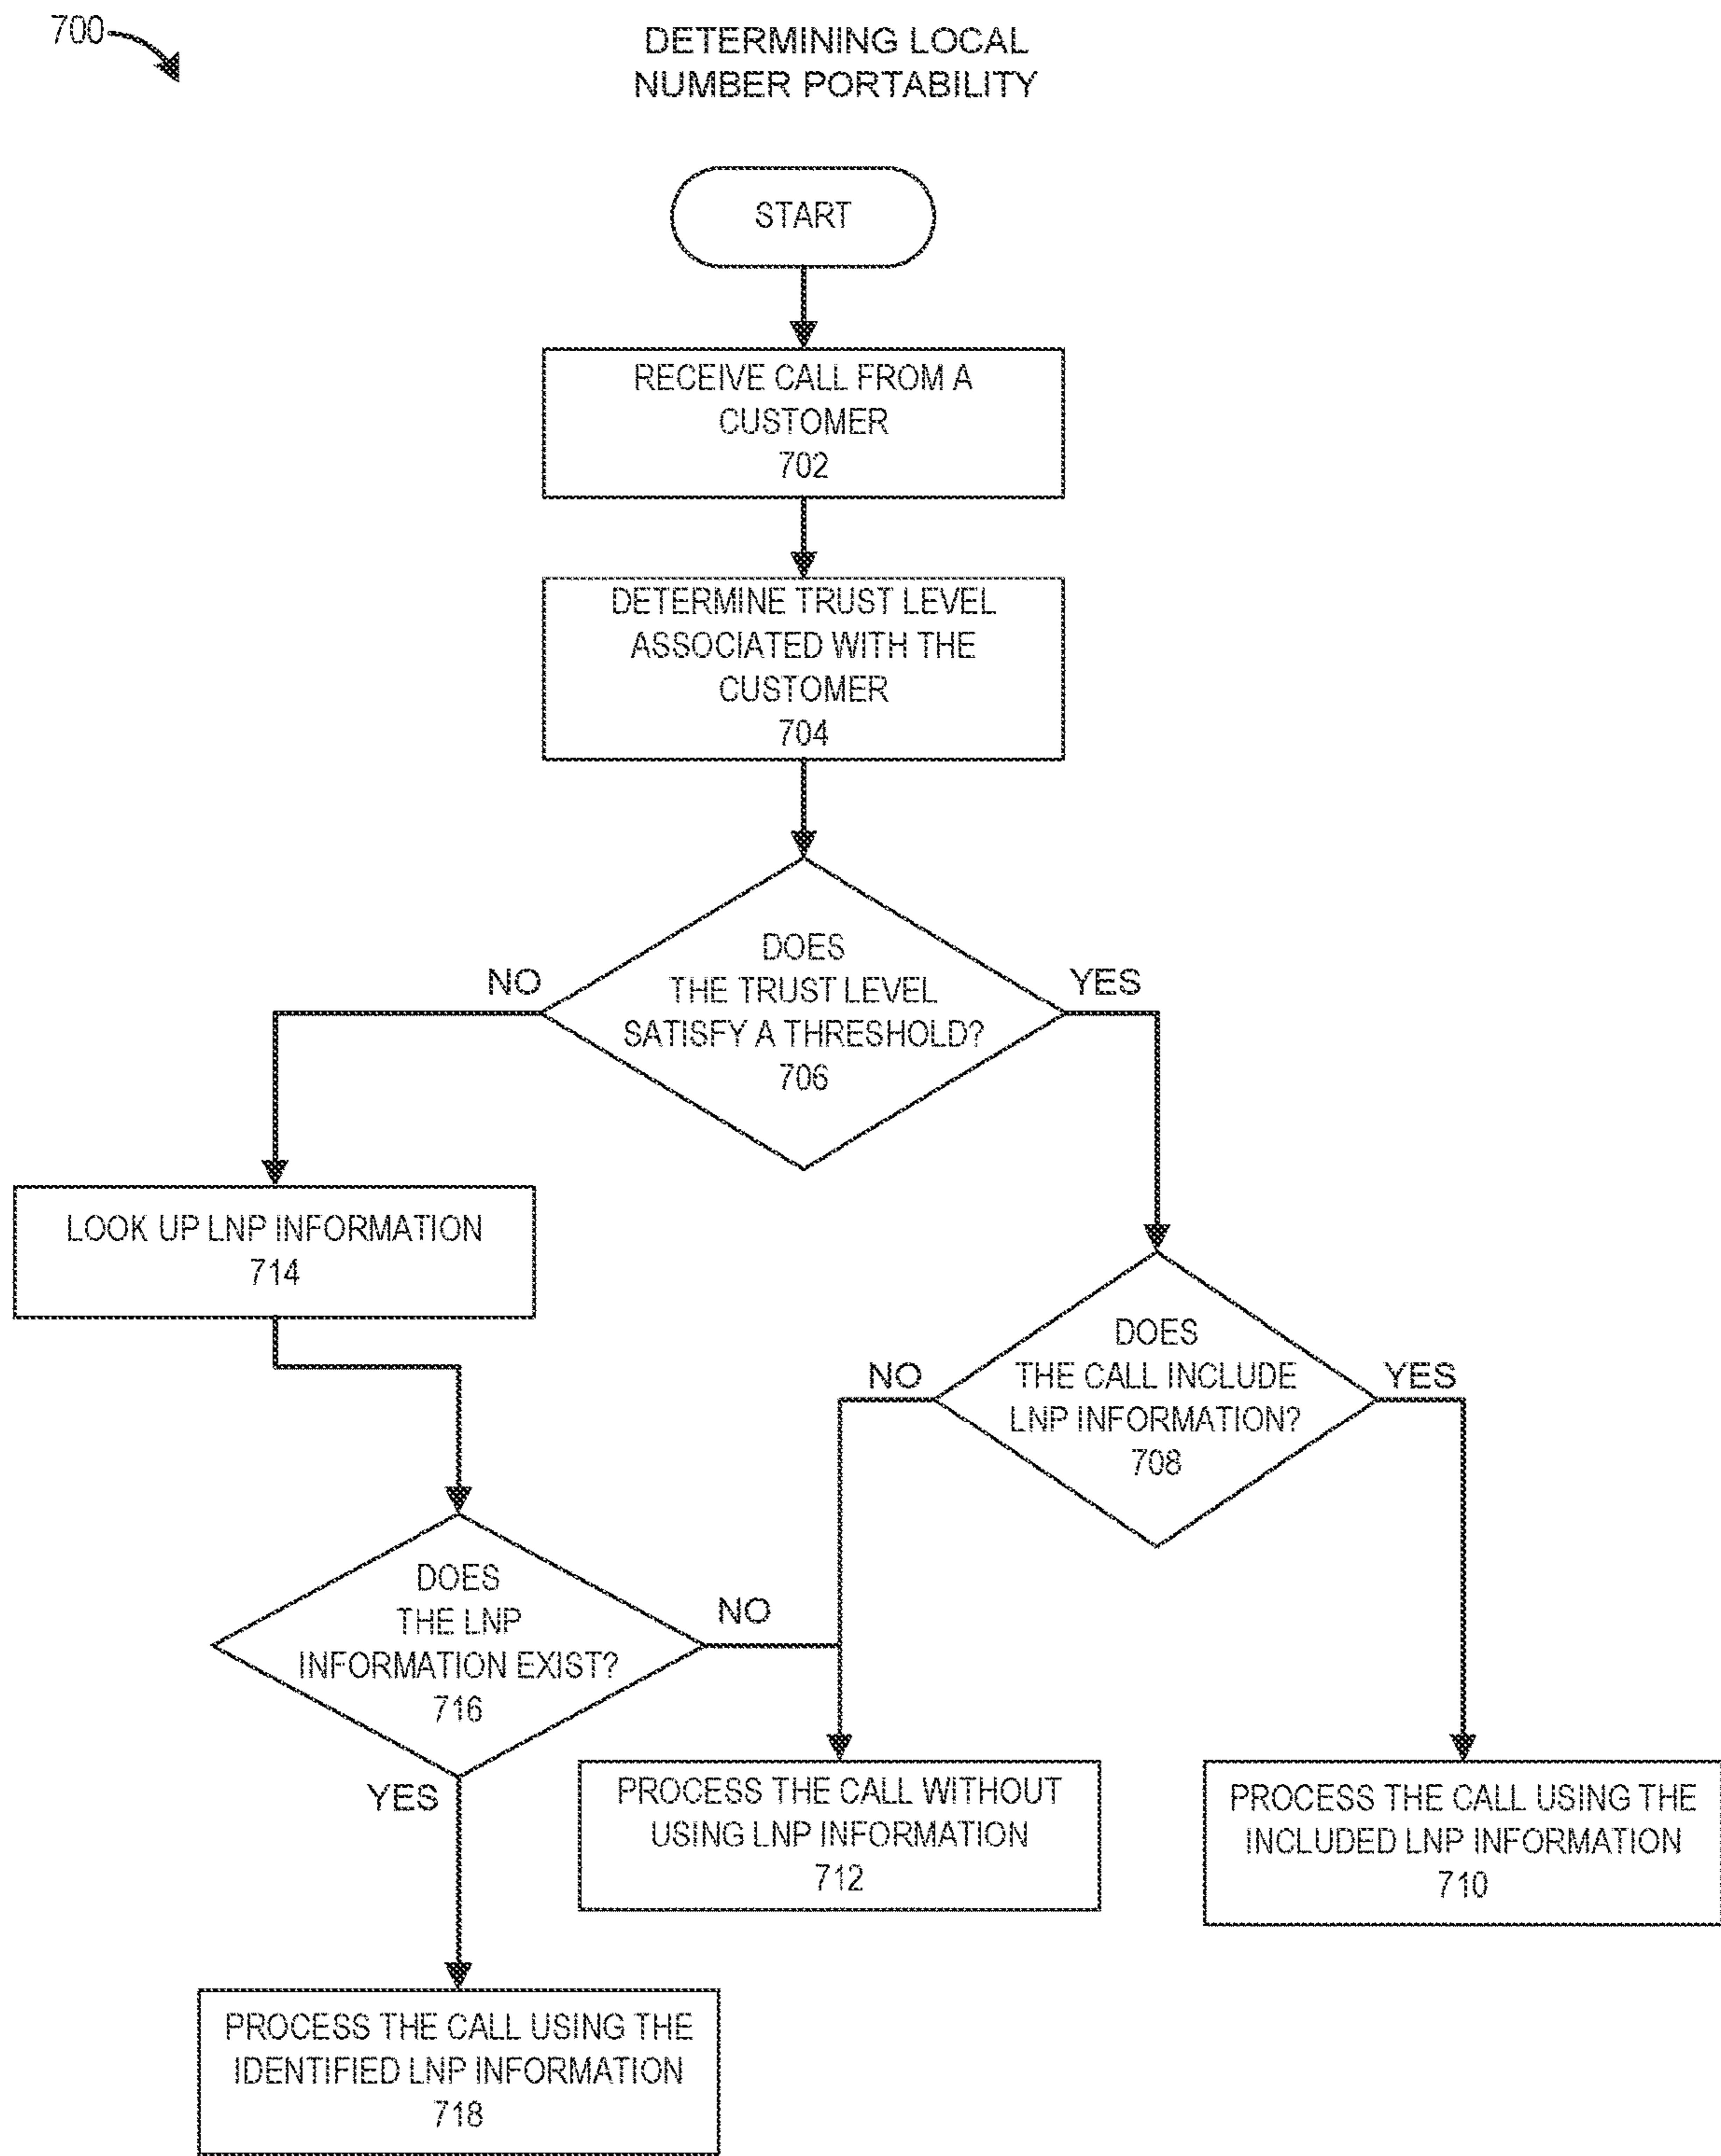 700
DETERMINING LOCAL
NUMBER PORTABILITY
START
RECEIVE CALL FROM A
CUSTOMER
702
DETERMINE TRUST LEVEL
ASSOCIATED WITH THE
CUSTOMER
704
DOES
THE TRUST LEVEL
SATISFY A THRESHOLD?
706
NO
YES
LOOK UP LNP INFORMATION
714
DOES
THE CALL INCLUDE
LNP INFORMATION?
708
NO
YES
DOES
THE LNP
INFORMATION EXIST?
716
NO
YES
PROCESS THE CALL WITHOUT
USING LNP INFORMATION
712
PROCESS THE CALL USING THE
INCLUDED LNP INFORMATION
710
PROCESS THE CALL USING THE
IDENTIFIED LNP INFORMATION
718